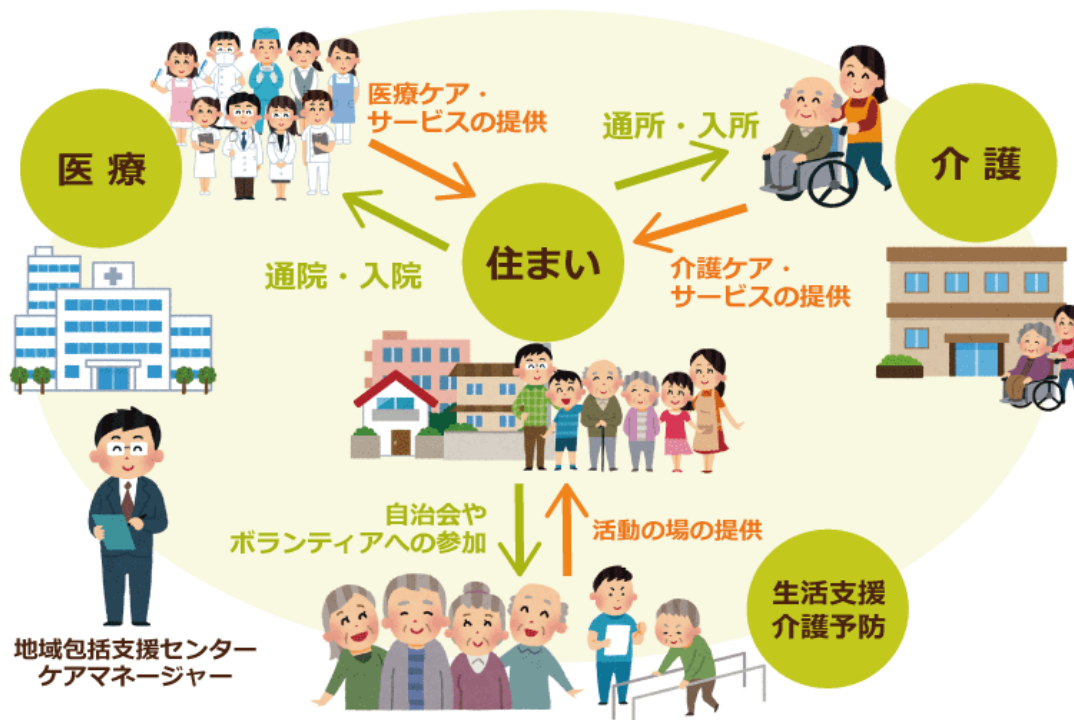 医療
医療ケア・
サービスの提供
通所・入所
介護
住まい
通院・入院
介護ケア・
サービスの提供
自治会や
ボランティアへの参加
活動の場の提供
生活支援
介護予防
地域包括支援センター
ケアマネージャー